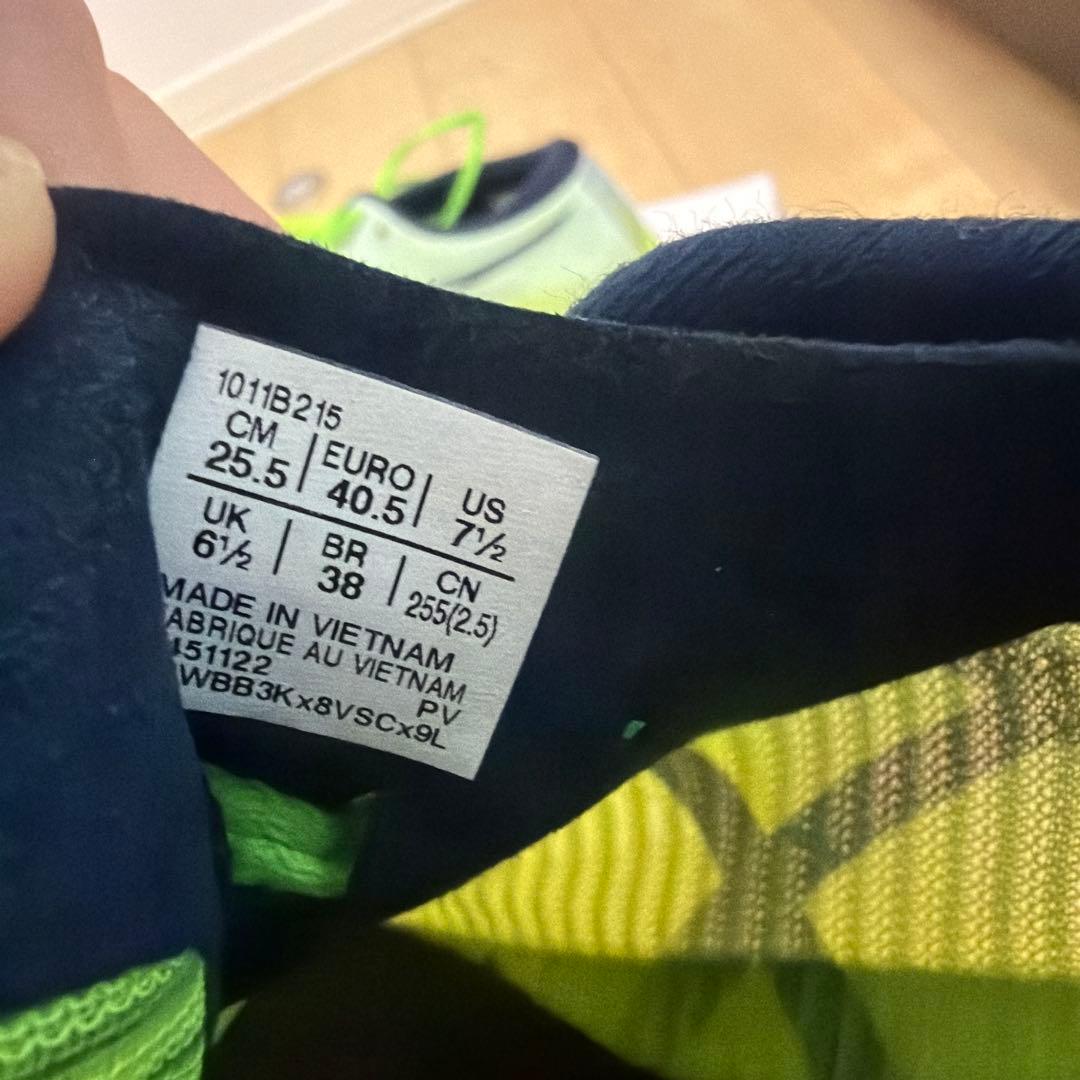 1011B215
CM | EURO | US
25.5 | 40.5 | 7½
UK | BR | CN
6½ | 38 | 255(2.5)
MADE IN VIETNAM
ABRIQUE AU VIETNAM
51122 PV
WBB3Kx8VSCx9L